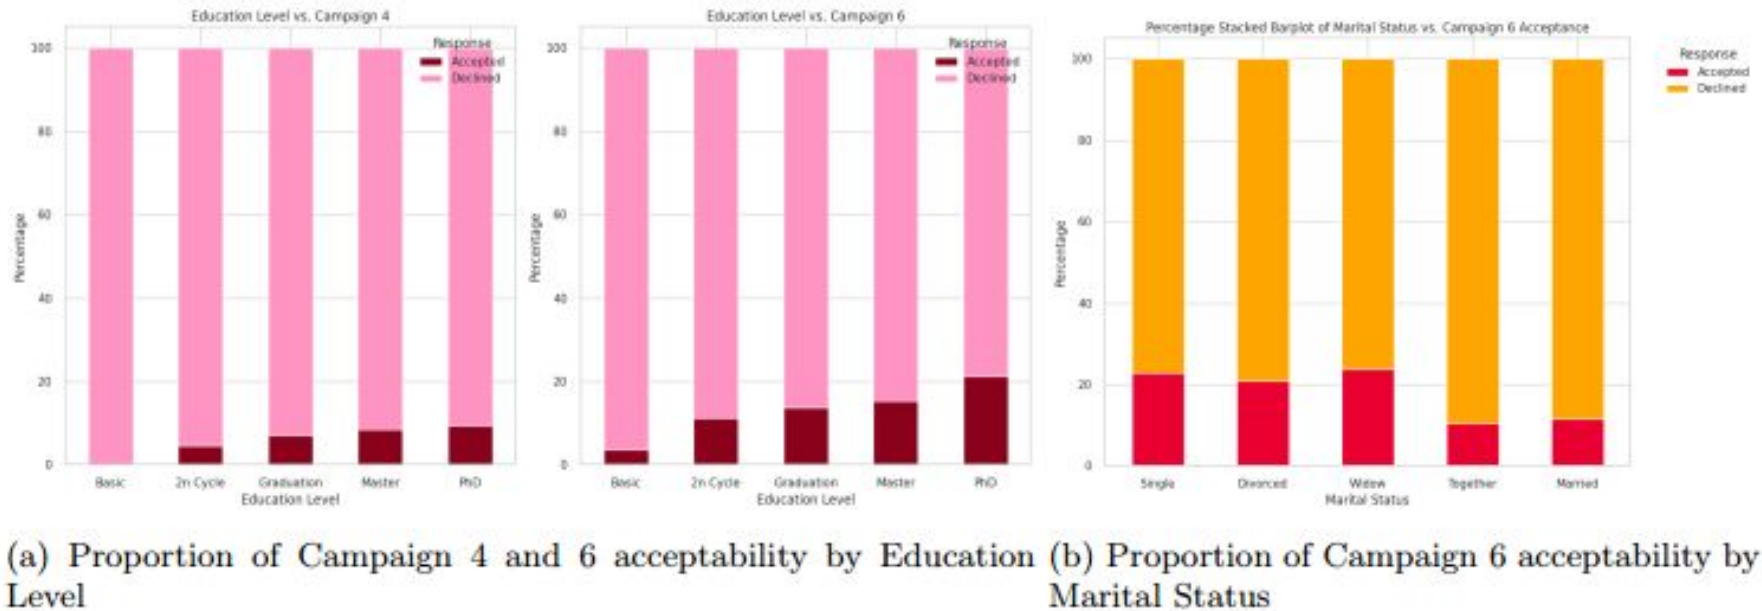 Education Level vs. Campaign 4
Response
Accepted
Declined
100
80
60
40
20
0
Percentage
Basic 2n Cycle Graduation Master PhD
Education Level
Education Level vs. Campaign 6
Response
Accepted
Declined
100
80
60
40
20
0
Percentage
Basic 2n Cycle Graduation Master PhD
Education Level
Percentage Stacked Barplot of Marital Status vs. Campaign 6 Acceptance
Response
Accepted
Declined
100
80
60
40
20
0
Percentage
Single Divorced Widow Together Married
Marital Status
(a) Proportion of Campaign 4 and 6 acceptability by Education
Level
(b) Proportion of Campaign 6 acceptability by
Marital Status